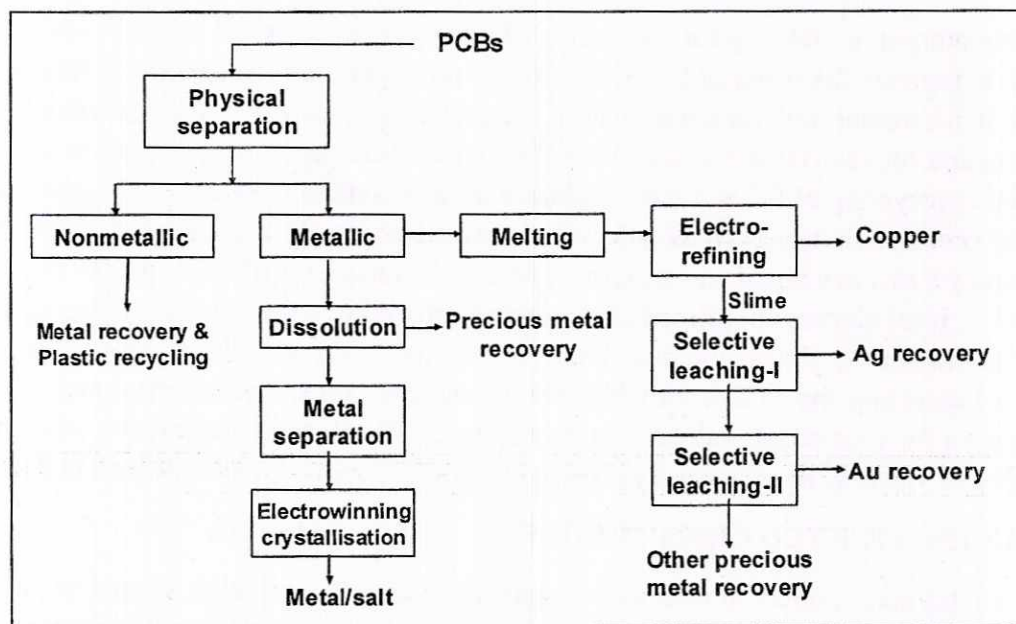 PCBs
Physical
separation
Nonmetallic
Metallic
Melting
Electro-
refining
Copper
Metal recovery &
Plastic recycling
Dissolution
Precious metal
recovery
Slime
Selective
leaching-I
Ag recovery
Metal
separation
Selective
leaching-II
Au recovery
Electrowinning
crystallisation
Metal/salt
Other precious
metal recovery